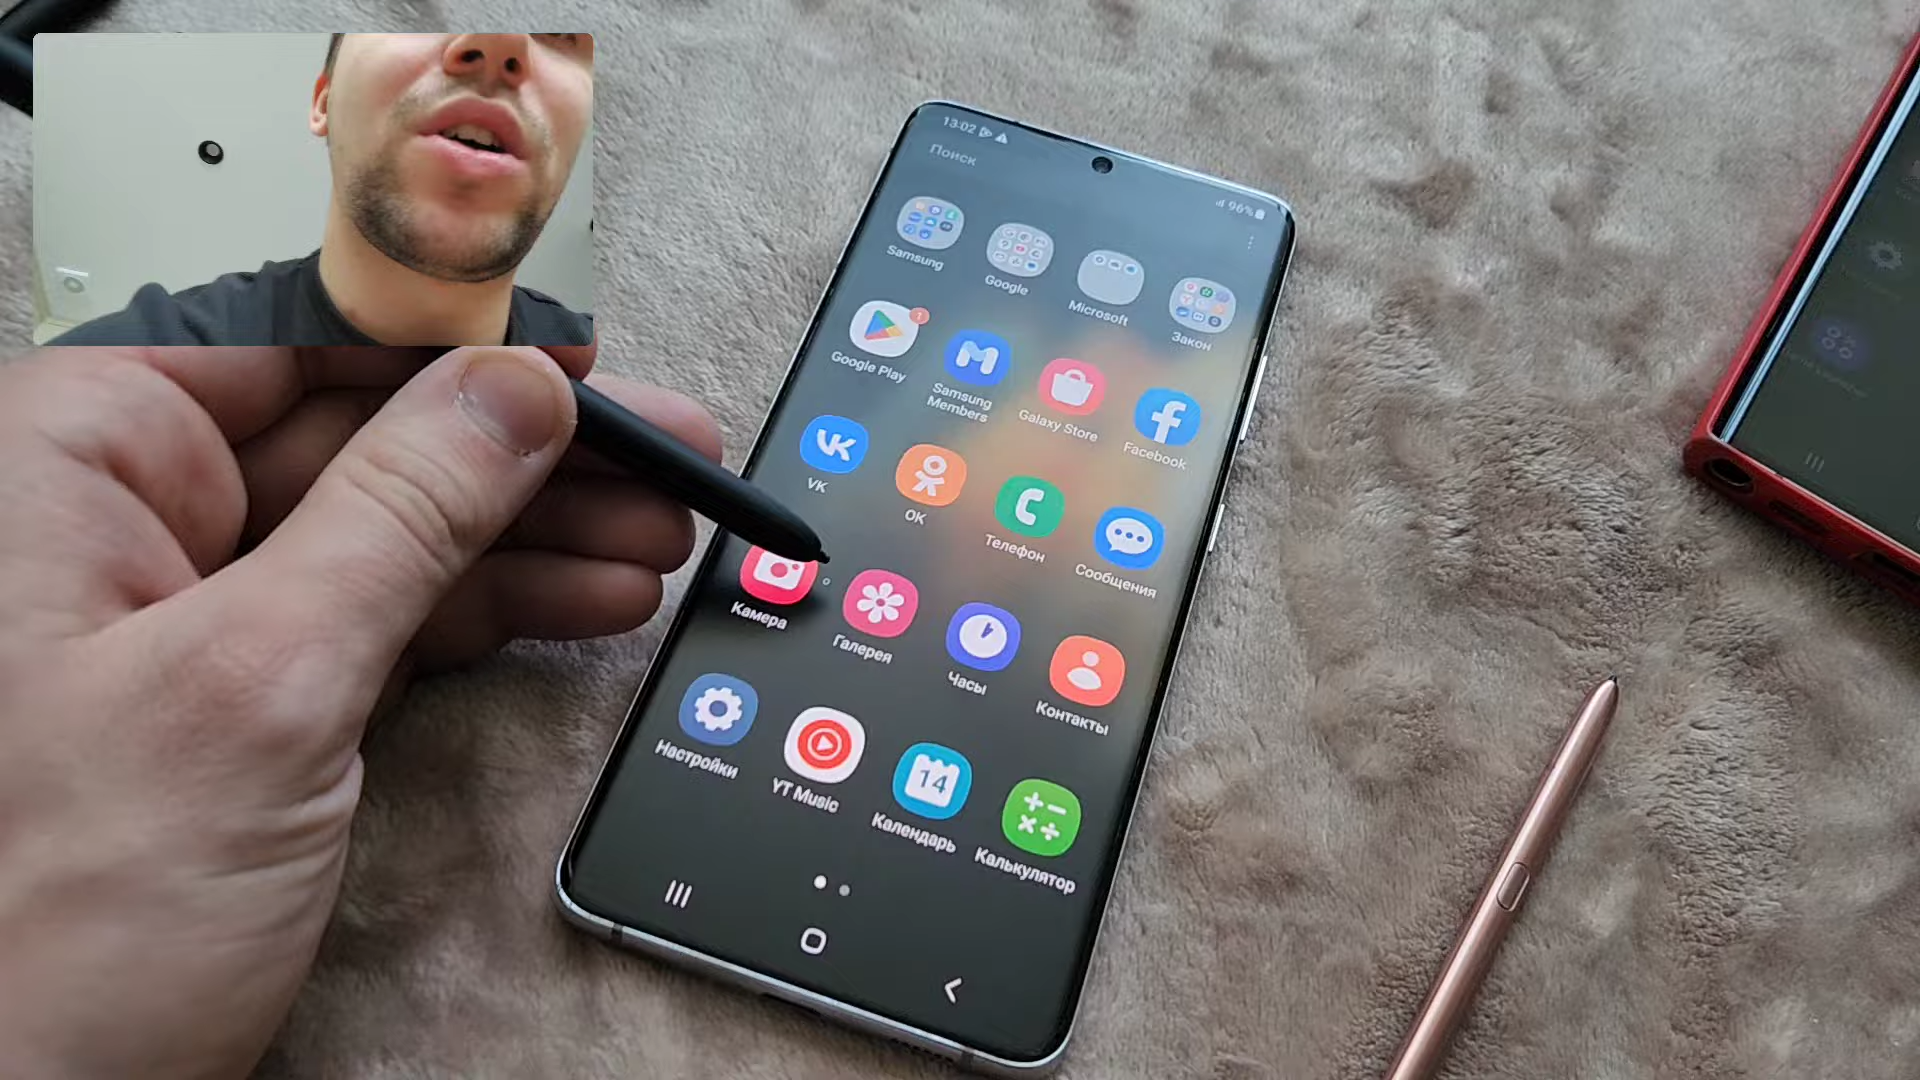 13:02
96%
Поиск
Samsung
Google
Microsoft
Закон
1
Google Play
Samsung
Members
Galaxy Store
Facebook
VK
OK
Телефон
Сообщения
Камера
Галерея
Часы
Контакты
Настройки
YT Music
14
Календарь
Калькулятор